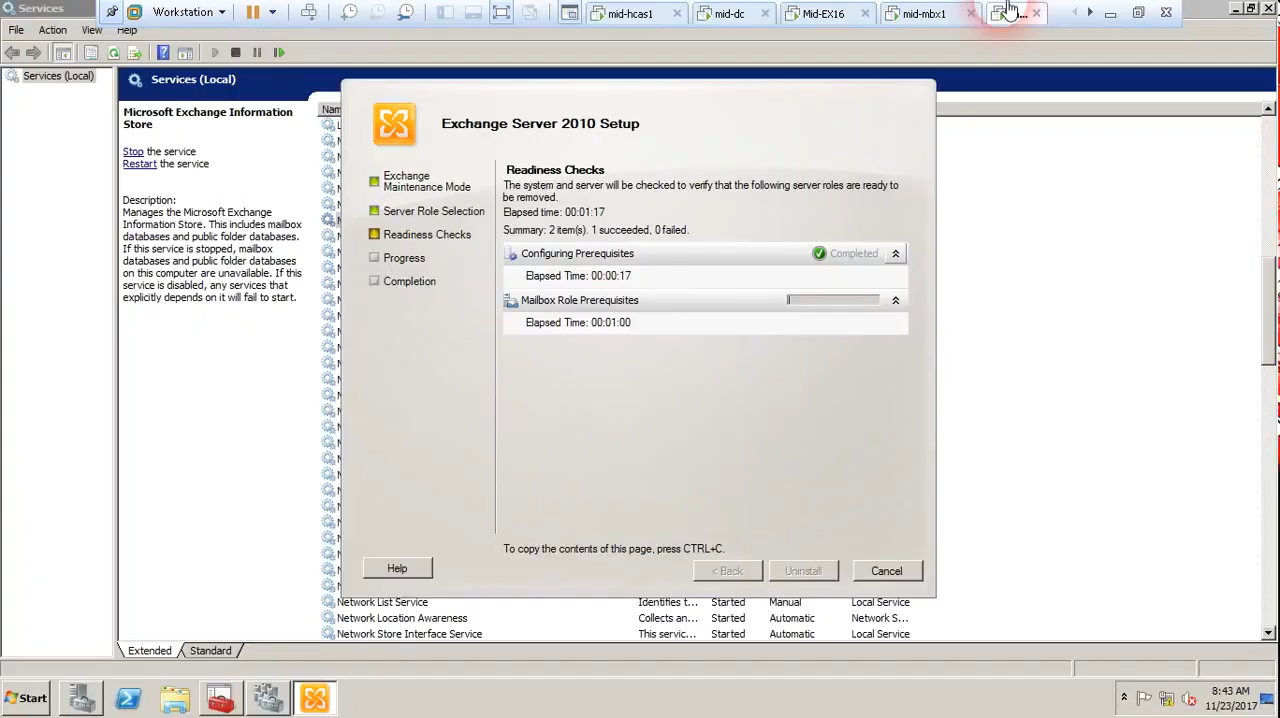 Services
Workstation
mid-hcas1
mid-dc
Mid-EX16
mid-mbx1
File
Action
View
Help
Services (Local)
Services (Local)
Microsoft Exchange Information
Store
Stop the service
Restart the service
Description:
Manages the Microsoft Exchange
Information Store. This includes mailbox
databases and public folder databases.
If this service is stopped, mailbox
databases and public folder databases
on this computer are unavailable. If this
service is disabled, any services that
explicitly depends on it will fail to start.
Exchange Server 2010 Setup
Exchange
Maintenance Mode
Server Role Selection
Readiness Checks
Progress
Completion
Readiness Checks
The system and server will be checked to verify that the following server roles are ready to
be removed.
Elapsed time: 00:01:17
Summary: 2 item(s). 1 succeeded, 0 failed.
Configuring Prerequisites
Completed
Elapsed Time: 00:00:17
Mailbox Role Prerequisites
Elapsed Time: 00:01:00
To copy the contents of this page, press CTRL+C.
Help
< Back
Uninstall
Cancel
Network List Service Identifies t... Started Manual Local Service
Network Location Awareness Collects an... Started Automatic Network S...
Network Store Interface Service This servic... Started Automatic Local Service
Extended
Standard
Start
8:43 AM
11/23/2017